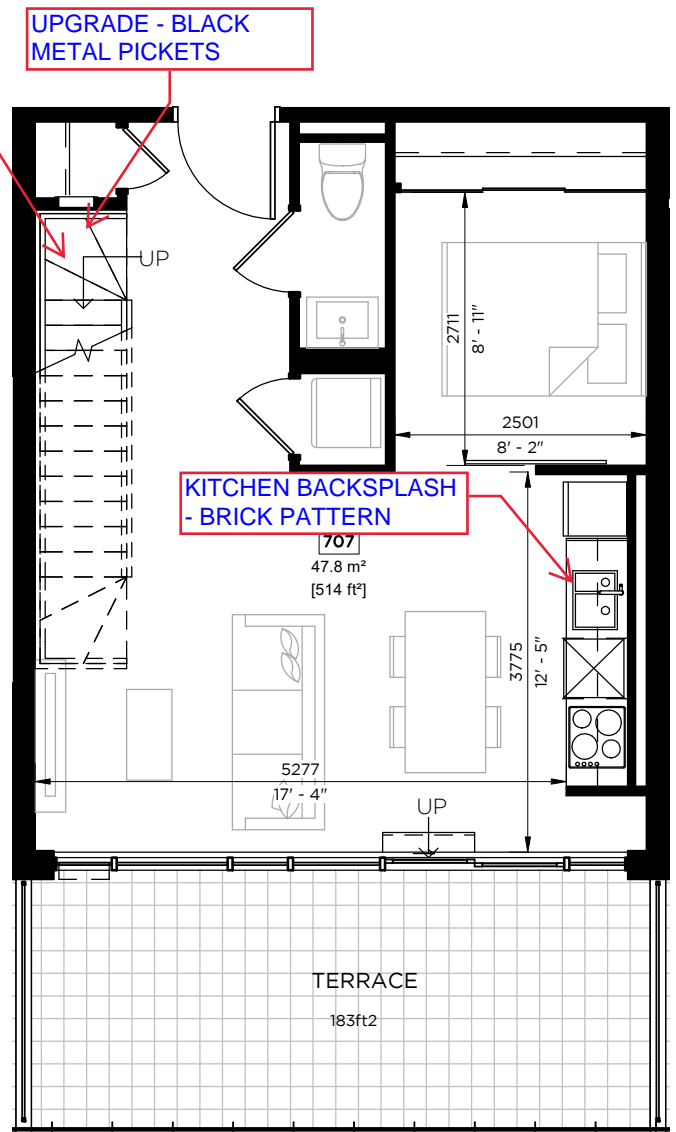 UPGRADE - BLACK
METAL PICKETS
UP
2711
8' - 11"
2501
8' - 2"
KITCHEN BACKSPLASH
- BRICK PATTERN
707
47.8 m²
[514 ft²]
3775
12' - 5"
5277
17' - 4"
UP
TERRACE
183ft2